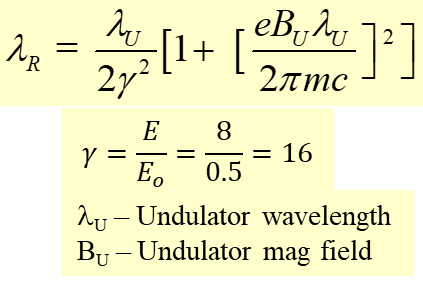 λ_R = λ_U / 2γ² [1+ [ eB_Uλ_U / 2πmc ]²]
γ = E / E_o = 8 / 0.5 = 16
λ_U – Undulator wavelength
B_U – Undulator mag field